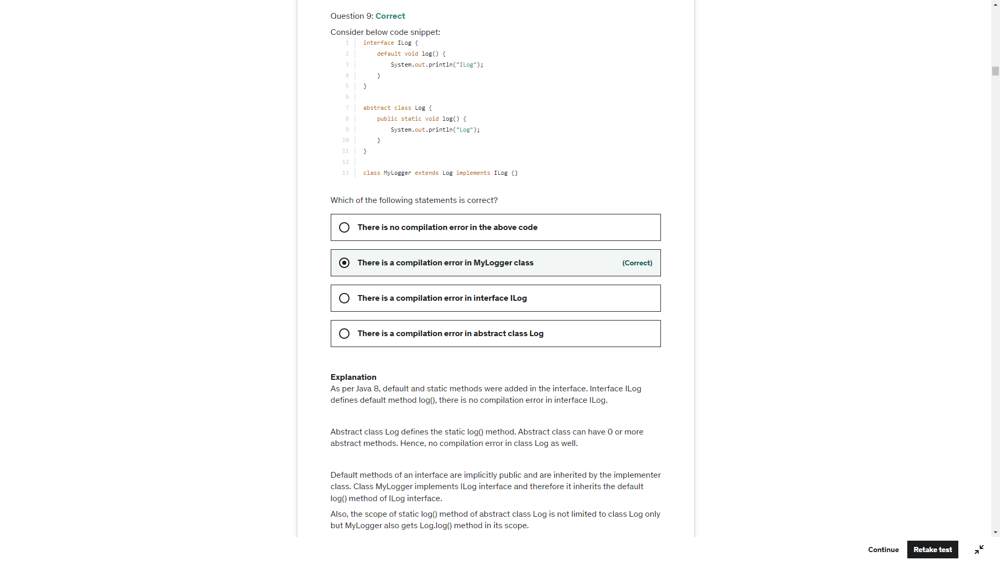 Question 9: Correct
Consider below code snippet:
1 interface ILog {
2 default void log() {
3 System.out.println("ILog");
4 }
5 }
6
7 abstract class Log {
8 public static void log() {
9 System.out.println("Log");
10 }
11 }
12
13 class MyLogger extends Log implements ILog {}
Which of the following statements is correct?
There is no compilation error in the above code
There is a compilation error in MyLogger class (Correct)
There is a compilation error in interface ILog
There is a compilation error in abstract class Log
Explanation
As per Java 8, default and static methods were added in the interface. Interface ILog
defines default method log(), there is no compilation error in interface ILog.
Abstract class Log defines the static log() method. Abstract class can have 0 or more
abstract methods. Hence, no compilation error in class Log as well.
Default methods of an interface are implicitly public and are inherited by the implementer
class. Class MyLogger implements ILog interface and therefore it inherits the default
log() method of ILog interface.
Also, the scope of static log() method of abstract class Log is not limited to class Log only
but MyLogger also gets Log.log() method in its scope.
Continue Retake test